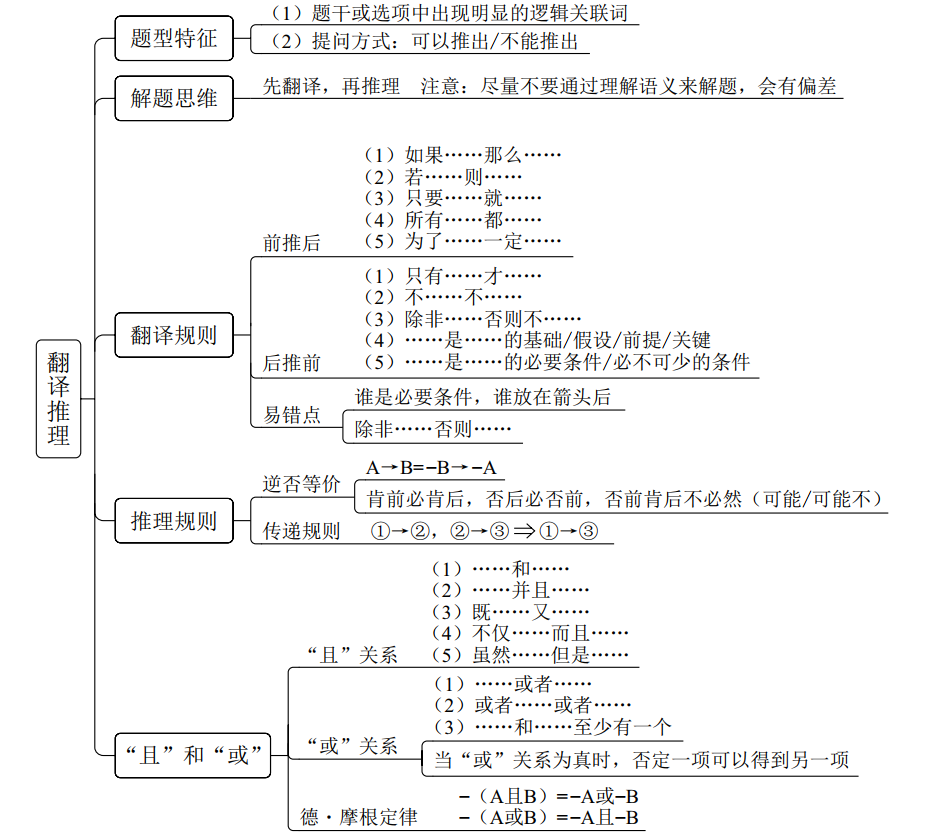 翻译推理
题型特征
（1）题干或选项中出现明显的逻辑关联词
（2）提问方式：可以推出/不能推出
解题思维
先翻译，再推理　注意：尽量不要通过理解语义来解题，会有偏差
翻译规则
前推后
（1）如果……那么……
（2）若……则……
（3）只要……就……
（4）所有……都……
（5）为了……一定……
后推前
（1）只有……才……
（2）不……不……
（3）除非……否则不……
（4）……是……的基础/假设/前提/关键
（5）……是……的必要条件/必不可少的条件
易错点
谁是必要条件，谁放在箭头后
除非……否则……
推理规则
逆否等价
A→B=−B→−A
肯前必肯后，否后必否前，否前肯后不必然（可能/可能不）
传递规则
①→②，②→③⇒①→③
“且”和“或”
“且”关系
（1）……和……
（2）……并且……
（3）既……又……
（4）不仅……而且……
（5）虽然……但是……
“或”关系
（1）……或者……
（2）或者……或者……
（3）……和……至少有一个
当“或”关系为真时，否定一项可以得到另一项
德·摩根定律
−（A且B）=−A或−B
−（A或B）=−A且−B